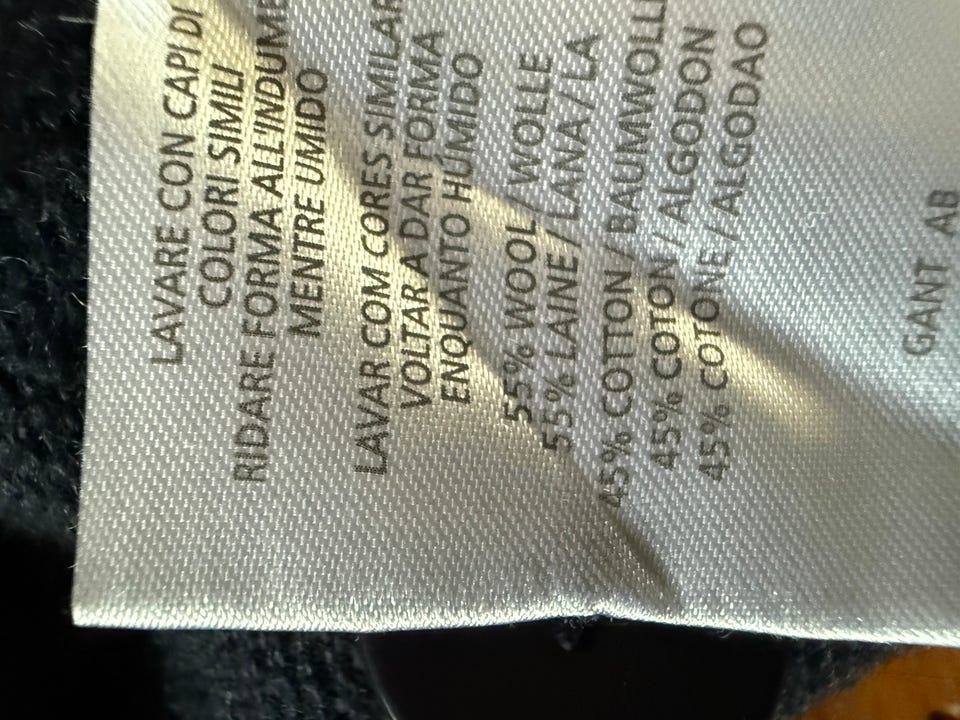 LAVARE CON CAPI DI
COLORI SIMILI
RIDARE FORMA ALL'INDUME
MENTRE UMIDO
LAVAR COM CORES SIMILAR
VOLTAR A DAR FORMA
ENQUANTO HÚMIDO
55% WOOL / WOLLE
55% LAINE / LANA / LA
45% COTTON / BAUMWOLLE
45% COTON / ALGODON
45% COTONE / ALGODAO
GANT AB